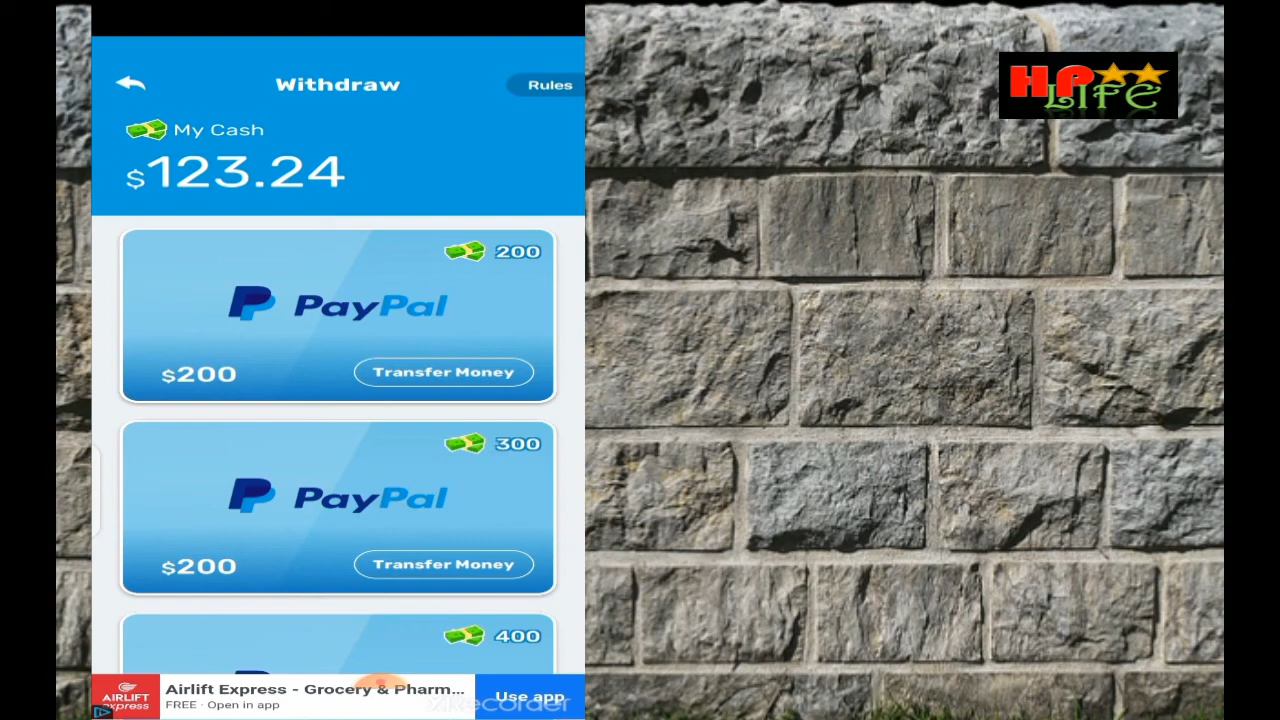 Withdraw
Rules
My Cash
$123.24
200
PayPal
$200
Transfer Money
300
PayPal
$200
Transfer Money
400
AIRLIFT
express
Airlift Express - Grocery & Pharm...
FREE · Open in app
Use app
HP
LIFE